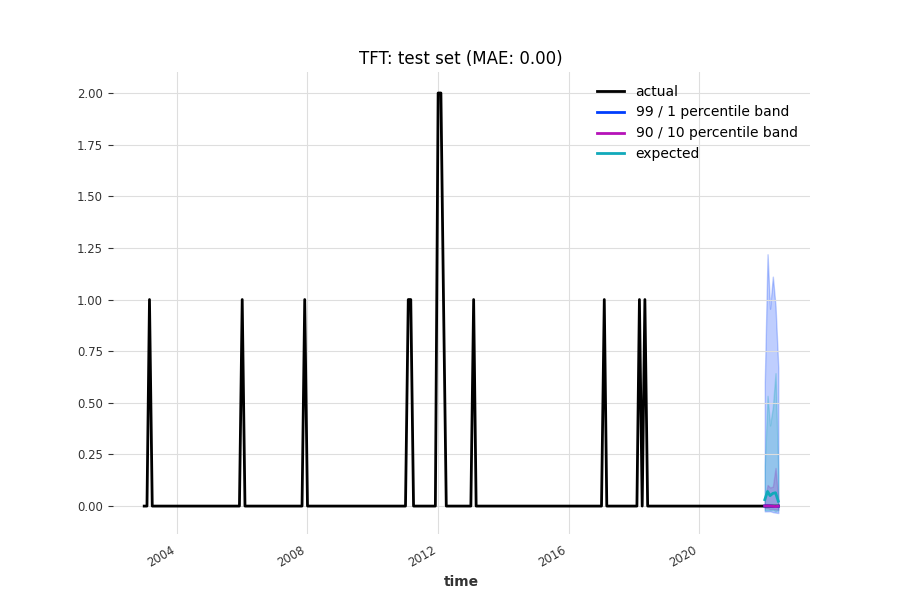 TFT: test set (MAE: 0.00)
actual
99 / 1 percentile band
90 / 10 percentile band
expected
2.00
1.75
1.50
1.25
1.00
0.75
0.50
0.25
0.00
2004 2008 2012 2016 2020
time